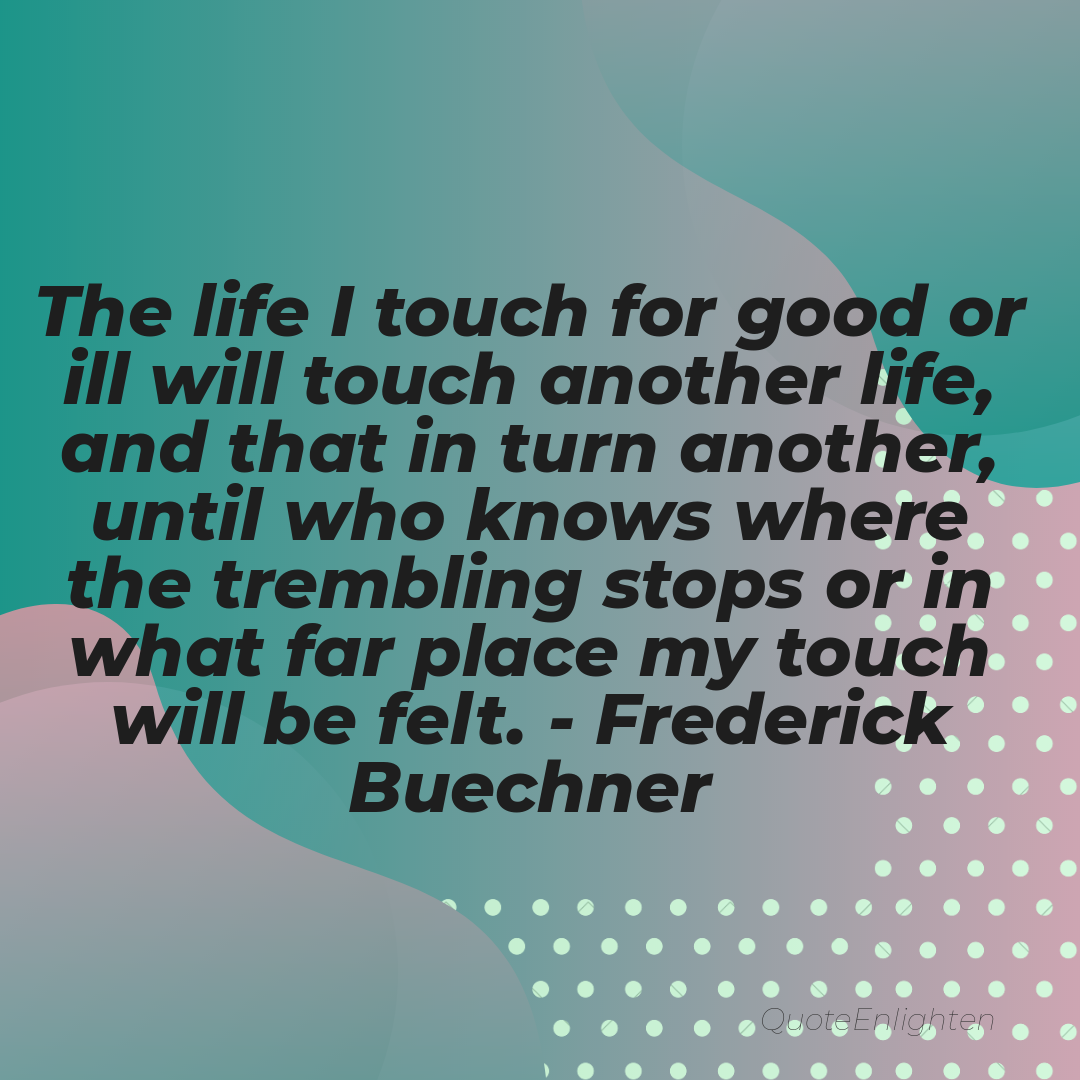 The life I touch for good or
ill will touch another life,
and that in turn another,
until who knows where
the trembling stops or in
what far place my touch
will be felt. - Frederick
Buechner
QuoteEnlighten